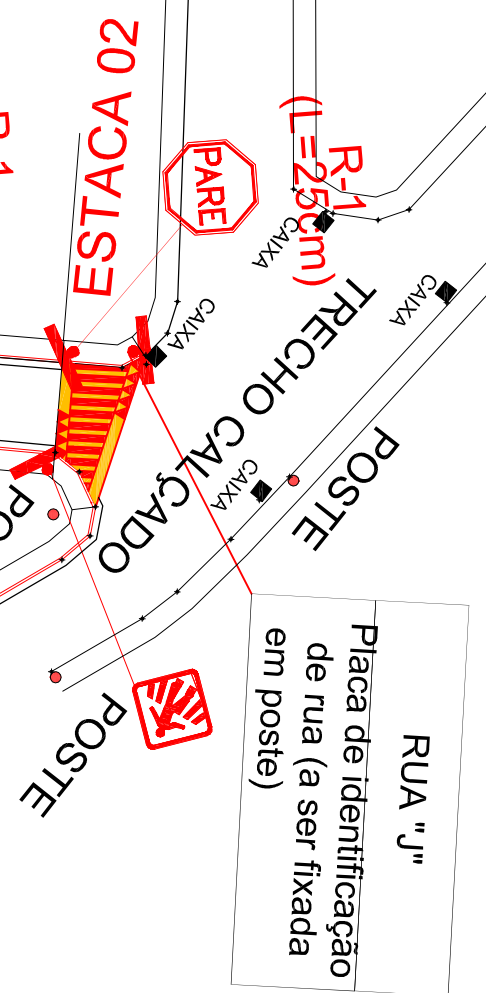 ESTACA 02
PARE
R-1
(L=25cm)
CAIXA
CAIXA
CAIXA
CAIXA
TRECHO CALÇADO
POSTE
POSTE
RUA "J"
Placa de identificação
de rua (a ser fixada
em poste)